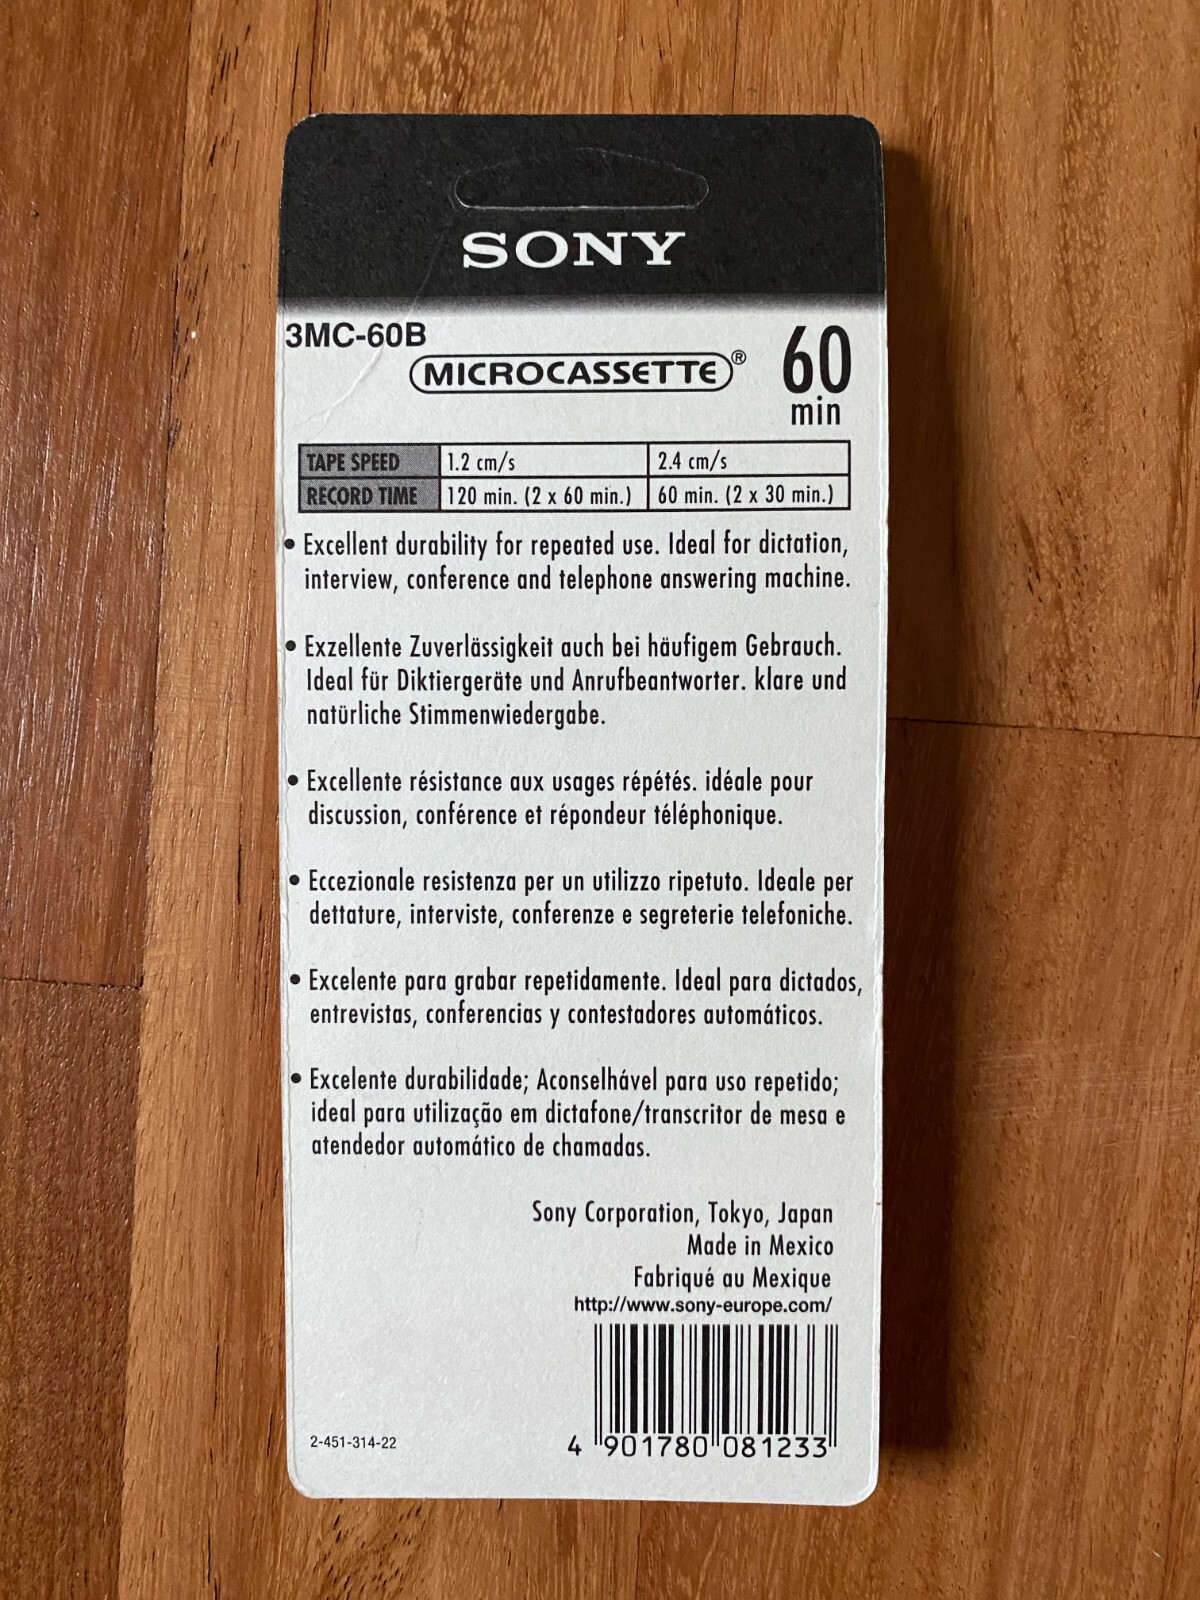 SONY
3MC-60B
MICROCASSETTE®
60
min
TAPE SPEED 1.2 cm/s 2.4 cm/s
RECORD TIME 120 min. (2 x 60 min.) 60 min. (2 x 30 min.)
• Excellent durability for repeated use. Ideal for dictation,
interview, conference and telephone answering machine.
• Exzellente Zuverlässigkeit auch bei häufigem Gebrauch.
Ideal für Diktiergeräte und Anrufbeantworter. klare und
natürliche Stimmenwiedergabe.
• Excellente résistance aux usages répétés. idéale pour
discussion, conférence et répondeur téléphonique.
• Eccezionale resistenza per un utilizzo ripetuto. Ideale per
dettature, interviste, conferenze e segreterie telefoniche.
• Excelente para grabar repetidamente. Ideal para dictados,
entrevistas, conferencias y contestadores automáticos.
• Excelente durabilidade; Aconselhável para uso repetido;
ideal para utilização em dictafone/transcritor de mesa e
atendedor automático de chamadas.
Sony Corporation, Tokyo, Japan
Made in Mexico
Fabriqué au Mexique
http://www.sony-europe.com/
2-451-314-22
4 901780 081233